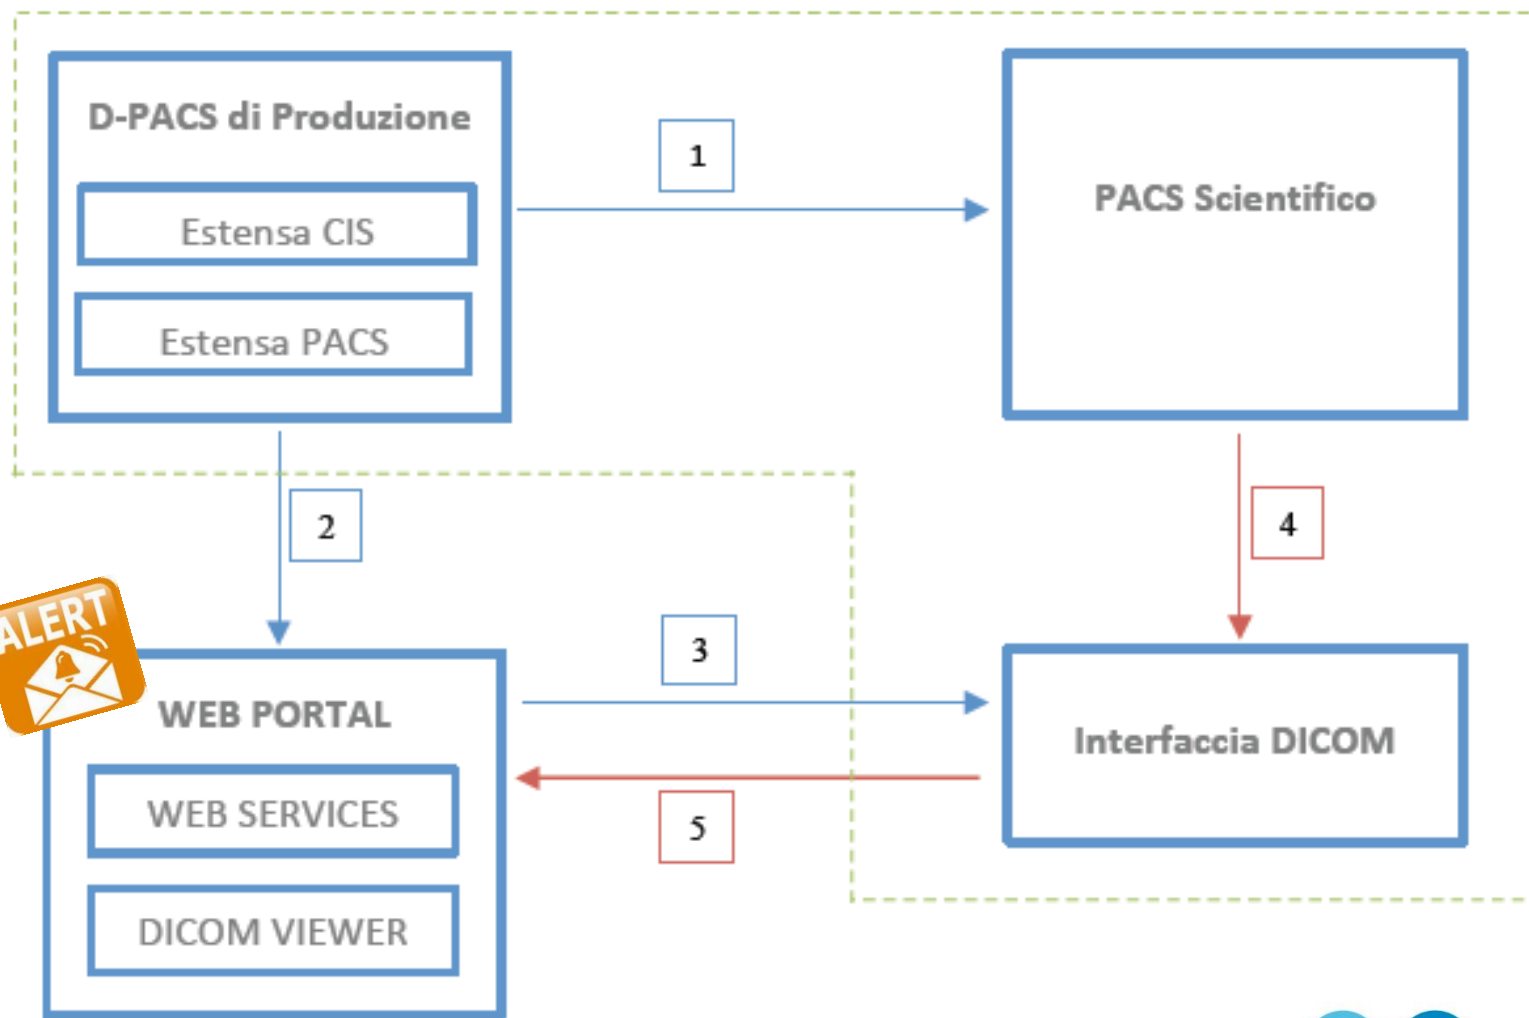 D-PACS di Produzione
Estensa CIS
Estensa PACS
1
PACS Scientifico
2
4
ALERT
WEB PORTAL
WEB SERVICES
DICOM VIEWER
3
5
Interfaccia DICOM